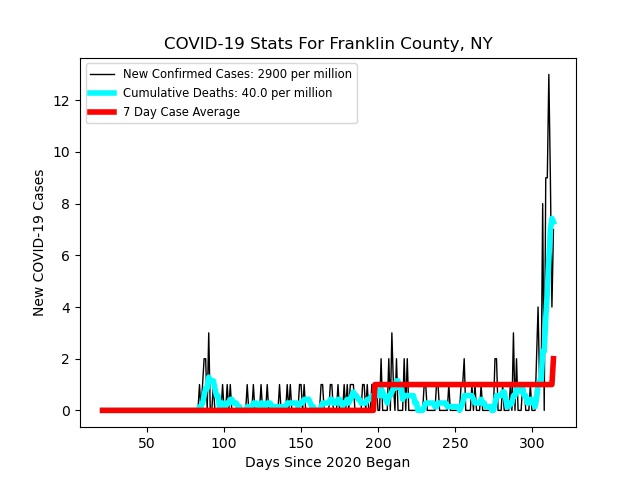 COVID-19 Stats For Franklin County, NY
New Confirmed Cases: 2900 per million
Cumulative Deaths: 40.0 per million
7 Day Case Average
New COVID-19 Cases
12
10
8
6
4
2
0
50 100 150 200 250 300
Days Since 2020 Began